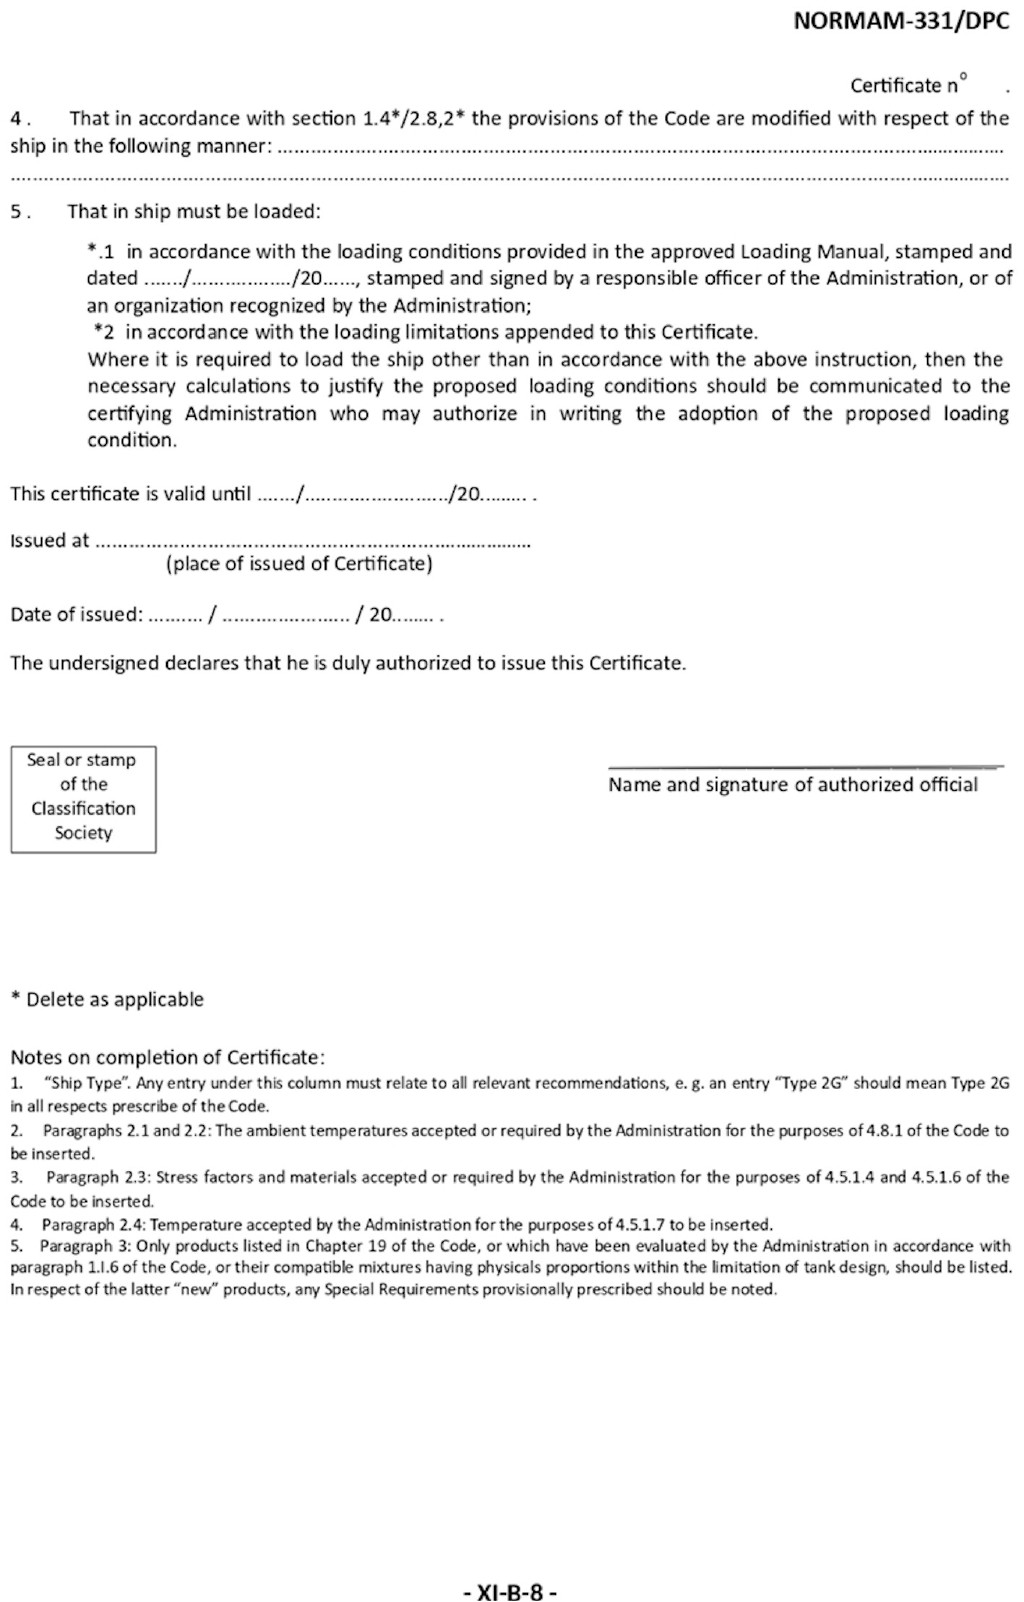 NORMAM-331/DPC
Certificate nº .
4 . That in accordance with section 1.4*/2.8,2* the provisions of the Code are modified with respect of the
ship in the following manner: ..........................................................................................................................
..........................................................................................................................................................
5 . That in ship must be loaded:
*.1 in accordance with the loading conditions provided in the approved Loading Manual, stamped and
dated ......./.................../20......, stamped and signed by a responsible officer of the Administration, or of
an organization recognized by the Administration;
*2 in accordance with the loading limitations appended to this Certificate.
Where it is required to load the ship other than in accordance with the above instruction, then the
necessary calculations to justify the proposed loading conditions should be communicated to the
certifying Administration who may authorize in writing the adoption of the proposed loading
condition.
This certificate is valid until ......./........................../20......... .
Issued at ................................................................................
(place of issued of Certificate)
Date of issued: .......... / ....................... / 20........ .
The undersigned declares that he is duly authorized to issue this Certificate.
Seal or stamp
of the
Classification
Society
Name and signature of authorized official
* Delete as applicable
Notes on completion of Certificate:
1. “Ship Type”. Any entry under this column must relate to all relevant recommendations, e. g. an entry “Type 2G” should mean Type 2G
in all respects prescribe of the Code.
2. Paragraphs 2.1 and 2.2: The ambient temperatures accepted or required by the Administration for the purposes of 4.8.1 of the Code to
be inserted.
3. Paragraph 2.3: Stress factors and materials accepted or required by the Administration for the purposes of 4.5.1.4 and 4.5.1.6 of the
Code to be inserted.
4. Paragraph 2.4: Temperature accepted by the Administration for the purposes of 4.5.1.7 to be inserted.
5. Paragraph 3: Only products listed in Chapter 19 of the Code, or which have been evaluated by the Administration in accordance with
paragraph 1.I.6 of the Code, or their compatible mixtures having physicals proportions within the limitation of tank design, should be listed.
In respect of the latter “new” products, any Special Requirements provisionally prescribed should be noted.
- XI-B-8 -